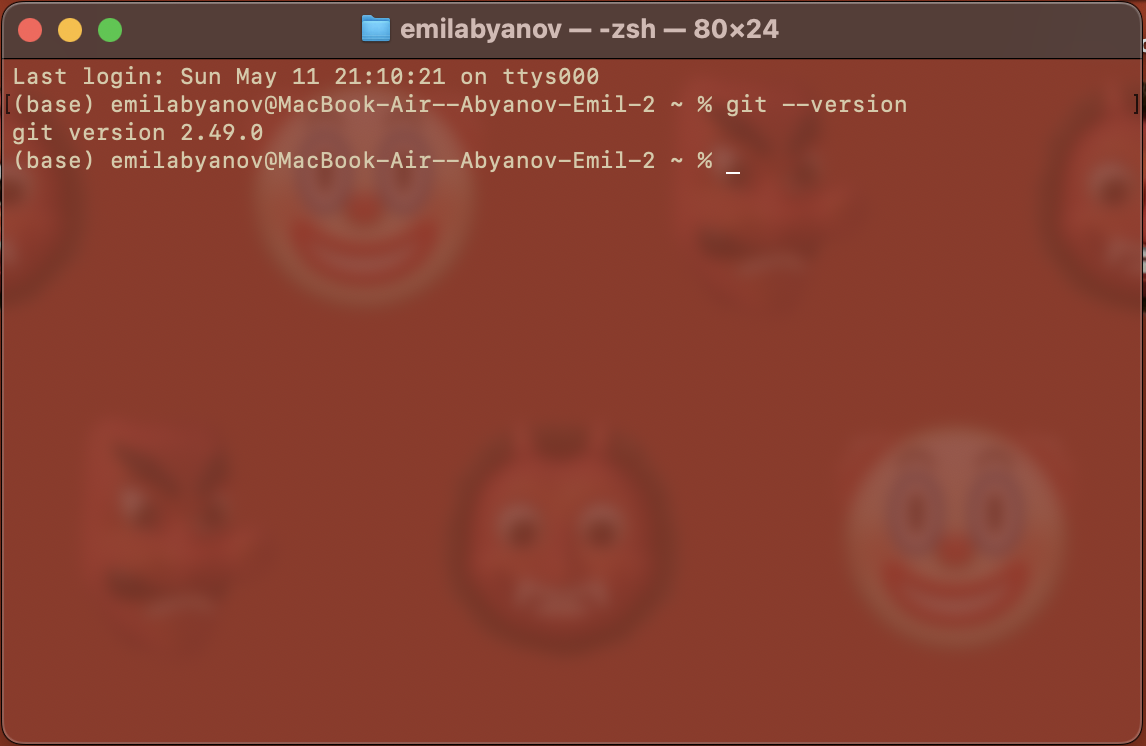 emilabyanov — -zsh — 80×24
Last login: Sun May 11 21:10:21 on ttys000
[(base) emilabyanov@MacBook-Air--Abyanov-Emil-2 ~ % git --version ]
git version 2.49.0
(base) emilabyanov@MacBook-Air--Abyanov-Emil-2 ~ %